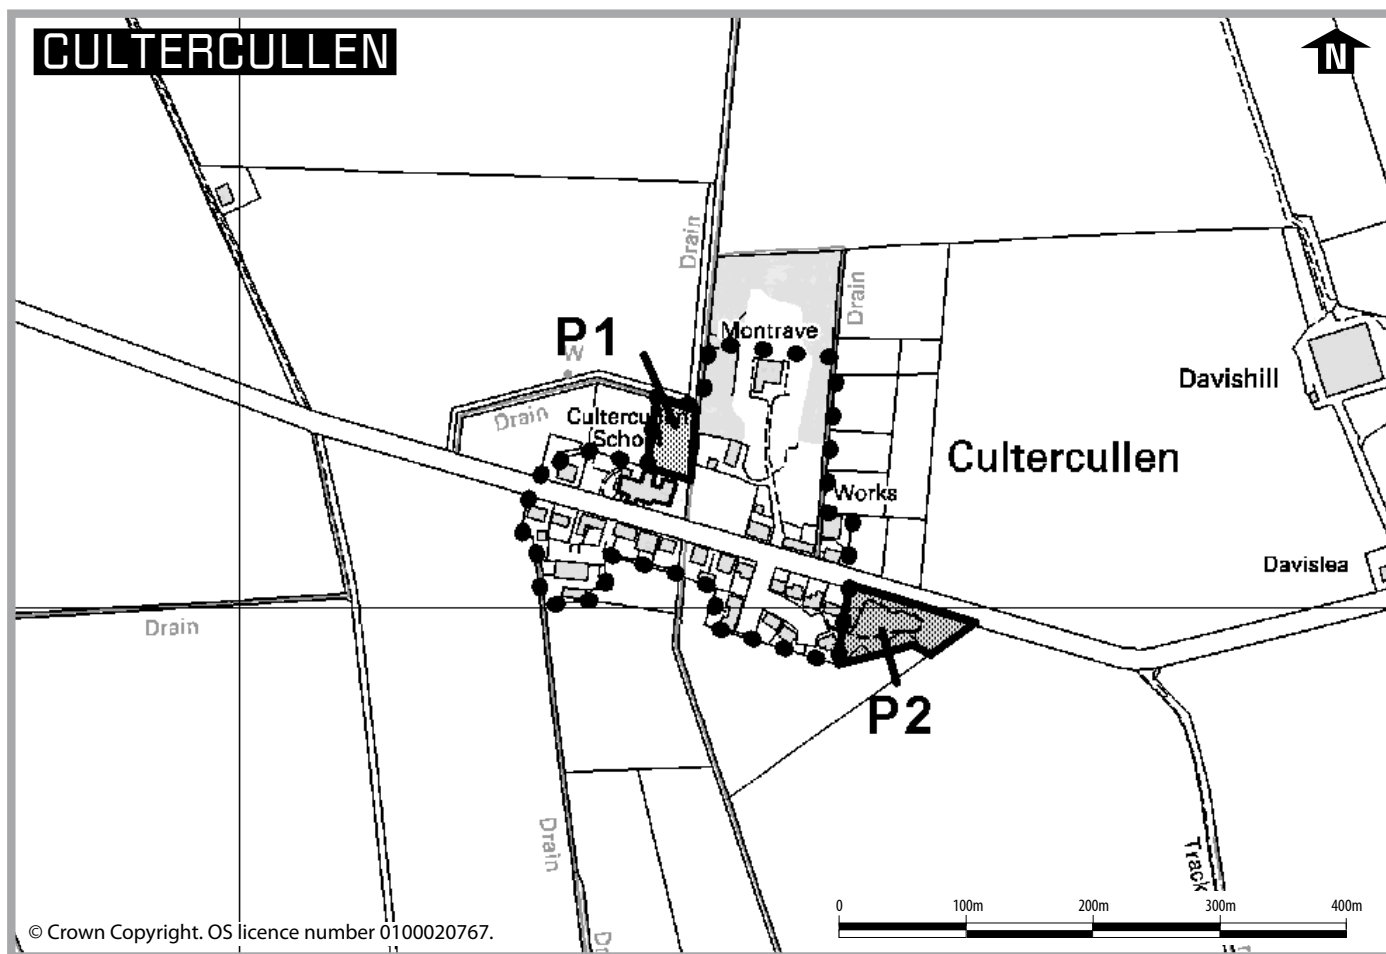 CULTERCULLEN
N
Drain
Drain
Montrave
P1
W
Drain
Davishill
School
Cultercullen
Works
Davislea
Drain
P2
Drain
Track
0 100m 200m 300m 400m
© Crown Copyright. OS licence number 0100020767.